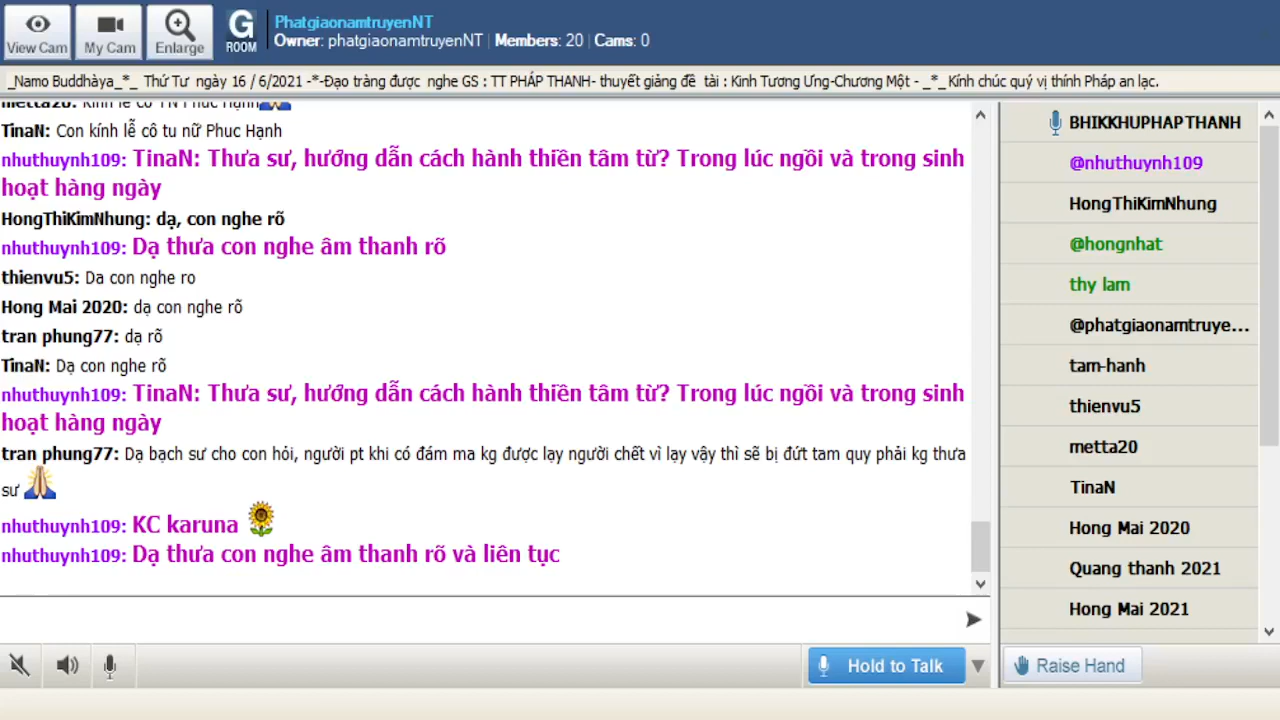 View Cam
My Cam
Enlarge
G
ROOM
PhatgiaonamtruyenNT
Owner: phatgiaonamtruyenNT | Members: 20 | Cams: 0
_Namo Buddhàya_*_ Thứ Tư ngày 16 / 6/2021 -*-Đạo tràng được nghe GS : TT PHÁP THANH- thuyết giảng đề tài : Kinh Tương Ưng-Chương Một - _*_ Kính chúc quý vị thính Pháp an lạc.
metta20: Kính lễ cô TN Phuc Hạnh
TinaN: Con kính lễ cô tu nữ Phuc Hạnh
nhuthuynh109: TinaN: Thưa sư, hướng dẫn cách hành thiền tâm từ? Trong lúc ngồi và trong sinh
hoạt hàng ngày
HongThiKimNhung: dạ, con nghe rõ
nhuthuynh109: Dạ thưa con nghe âm thanh rõ
thienvu5: Da con nghe ro
Hong Mai 2020: dạ con nghe rõ
tran phung77: dạ rõ
TinaN: Dạ con nghe rõ
nhuthuynh109: TinaN: Thưa sư, hướng dẫn cách hành thiền tâm từ? Trong lúc ngồi và trong sinh
hoạt hàng ngày
tran phung77: Dạ bạch sư cho con hỏi, người pt khi có đám ma kg được lạy người chết vì lạy vậy thì sẽ bị đứt tam quy phải kg thưa
sư
nhuthuynh109: KC karuna
nhuthuynh109: Dạ thưa con nghe âm thanh rõ và liên tục
Hold to Talk
BHIKKHUPHAPTHANH
@nhuthuynh109
HongThiKimNhung
@hongnhat
thy lam
@phatgiaonamtruye...
tam-hanh
thienvu5
metta20
TinaN
Hong Mai 2020
Quang thanh 2021
Hong Mai 2021
Raise Hand